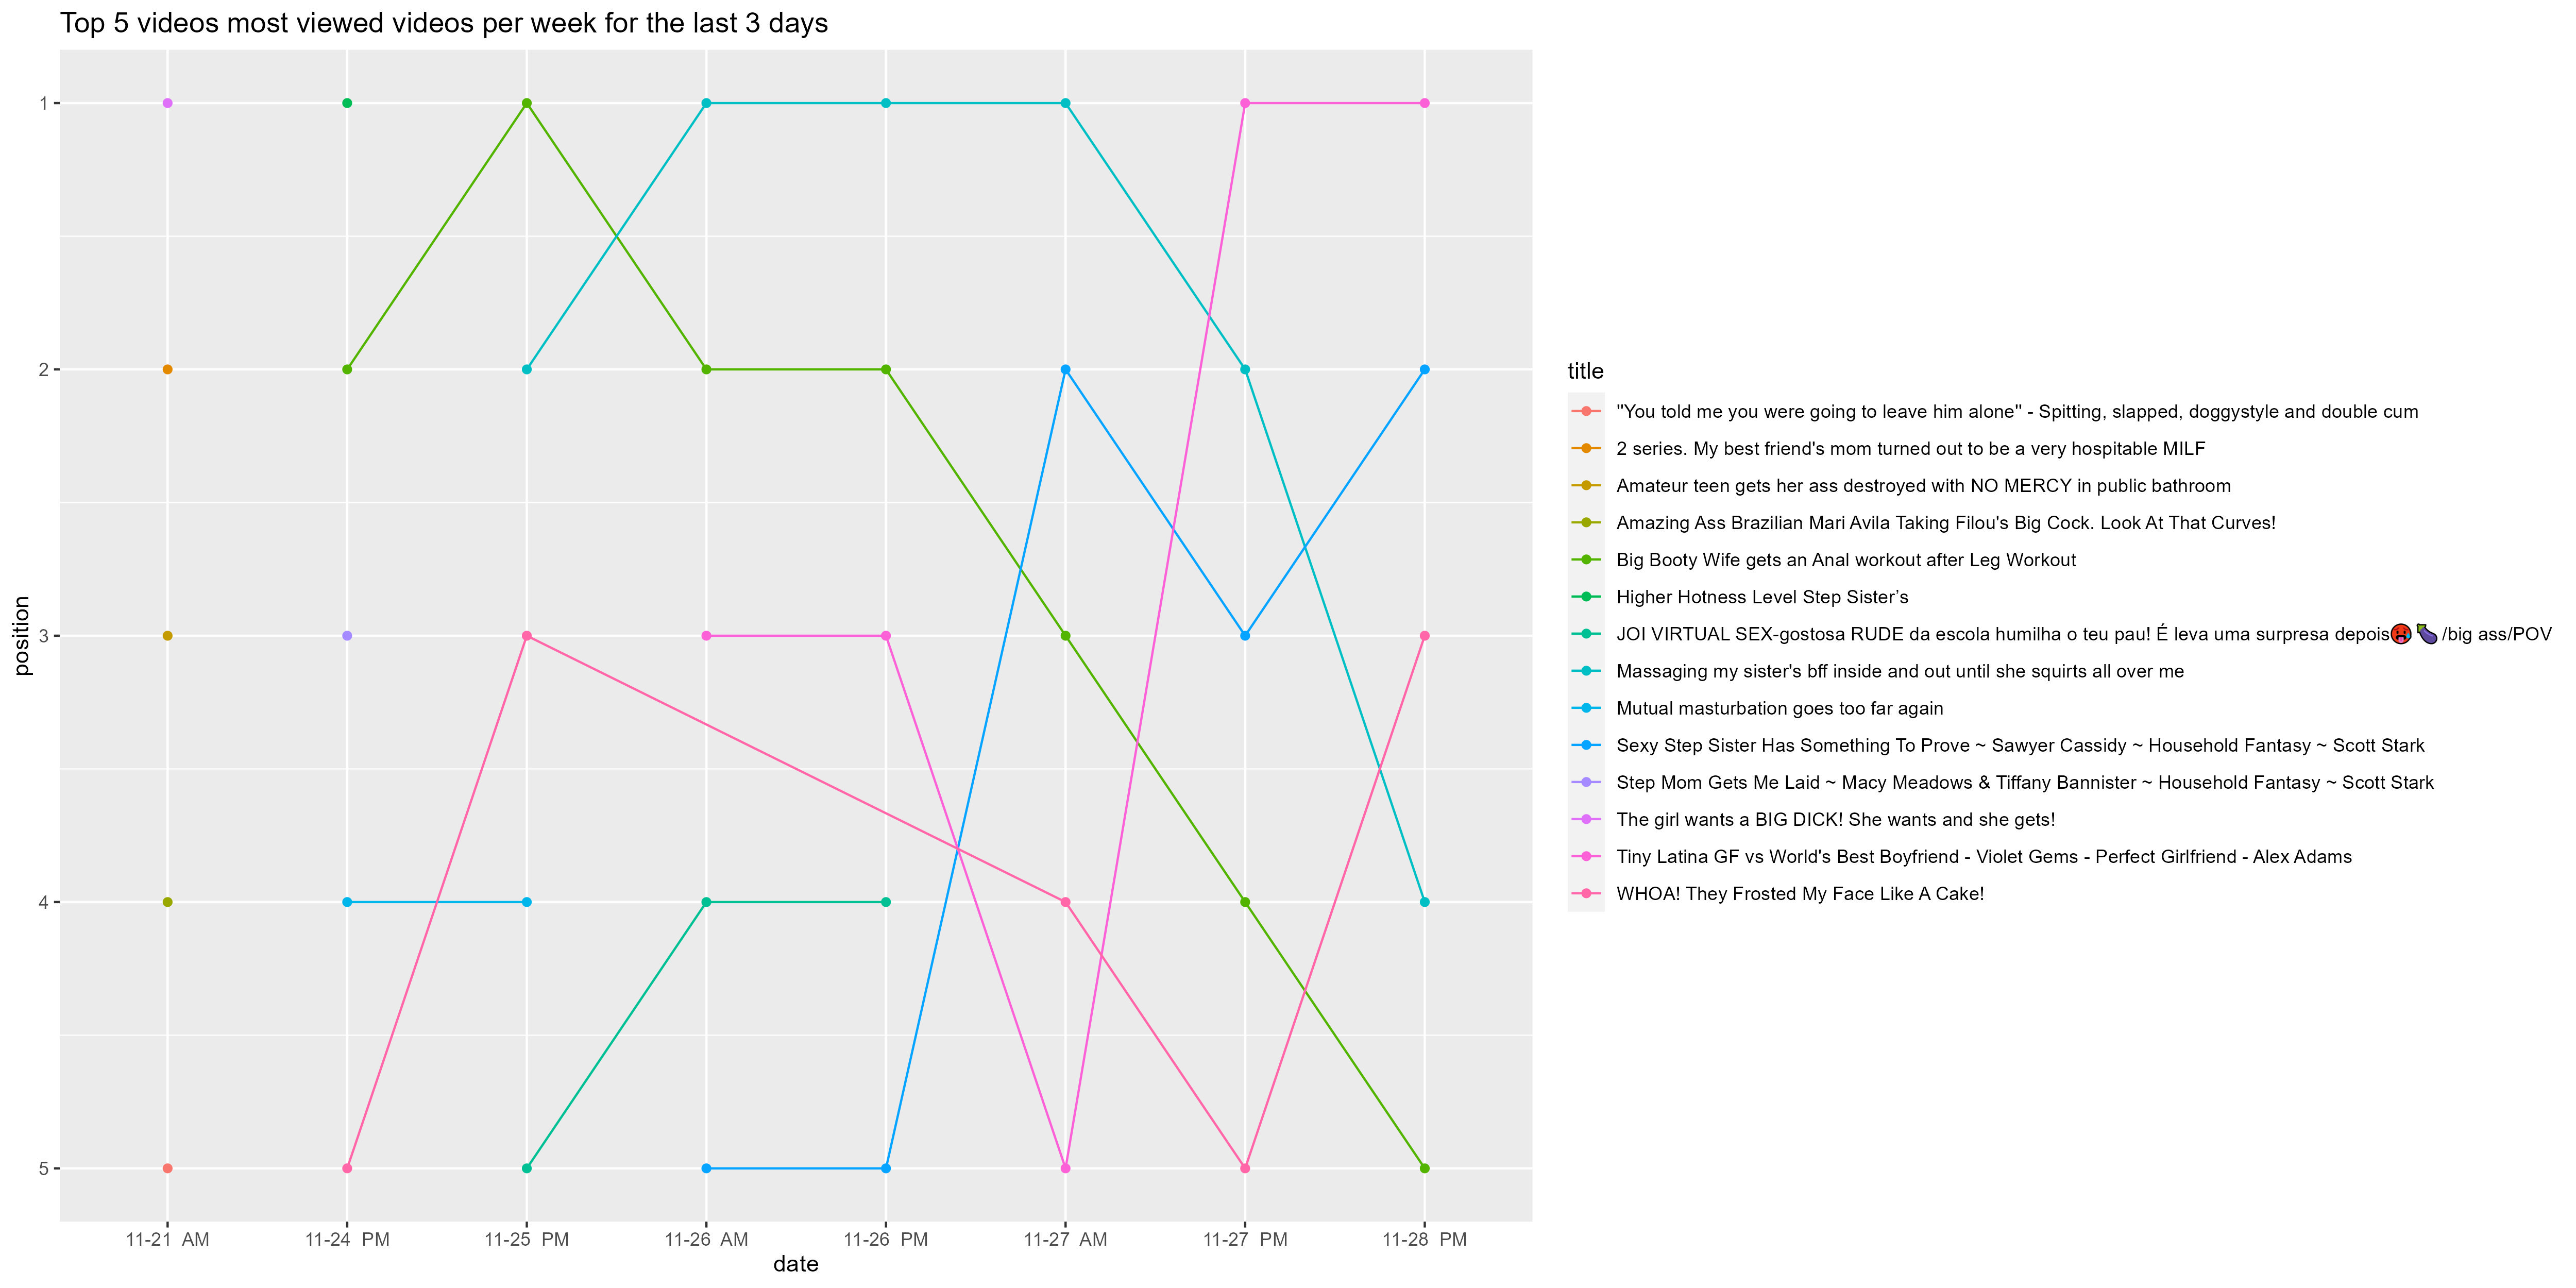 Top 5 videos most viewed videos per week for the last 3 days
1
2
3
4
5
position
11-21 AM
11-24 PM
11-25 PM
11-26 AM
11-26 PM
11-27 AM
11-27 PM
11-28 PM
date
title
"You told me you were going to leave him alone" - Spitting, slapped, doggystyle and double cum
2 series. My best friend's mom turned out to be a very hospitable MILF
Amateur teen gets her ass destroyed with NO MERCY in public bathroom
Amazing Ass Brazilian Mari Avila Taking Filou's Big Cock. Look At That Curves!
Big Booty Wife gets an Anal workout after Leg Workout
Higher Hotness Level Step Sister’s
JOI VIRTUAL SEX-gostosa RUDE da escola humilha o teu pau! É leva uma surpresa depois🥵🍆 /big ass/POV
Massaging my sister's bff inside and out until she squirts all over me
Mutual masturbation goes too far again
Sexy Step Sister Has Something To Prove ~ Sawyer Cassidy ~ Household Fantasy ~ Scott Stark
Step Mom Gets Me Laid ~ Macy Meadows & Tiffany Bannister ~ Household Fantasy ~ Scott Stark
The girl wants a BIG DICK! She wants and she gets!
Tiny Latina GF vs World's Best Boyfriend - Violet Gems - Perfect Girlfriend - Alex Adams
WHOA! They Frosted My Face Like A Cake!